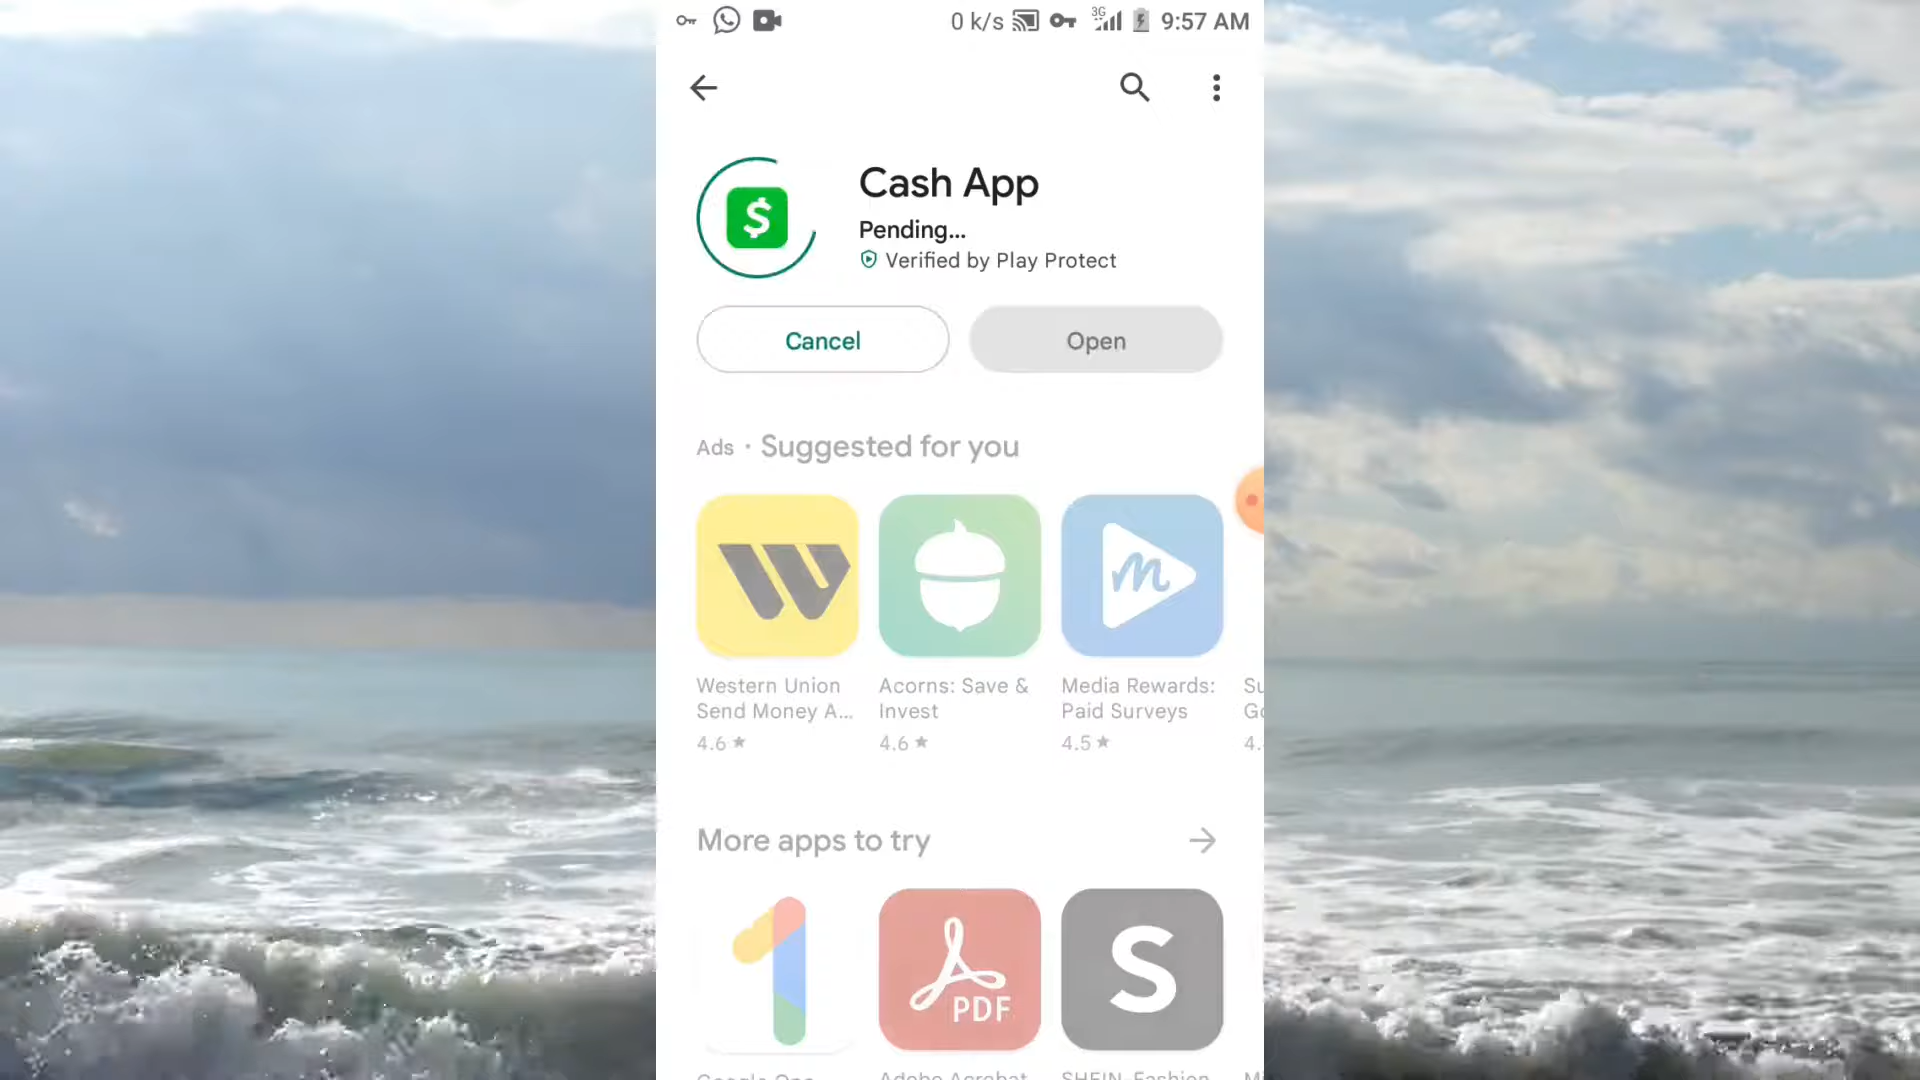 0 k/s 3G 9:57 AM
Cash App
Pending...
Verified by Play Protect
Cancel
Open
Ads · Suggested for you
W
m
Western Union
Send Money A...
4.6 ★
Acorns: Save &
Invest
4.6 ★
Media Rewards:
Paid Surveys
4.5 ★
Su
Go
4.
More apps to try
PDF
S
Google One
Adobe Acrobat
SHEIN-Fashion